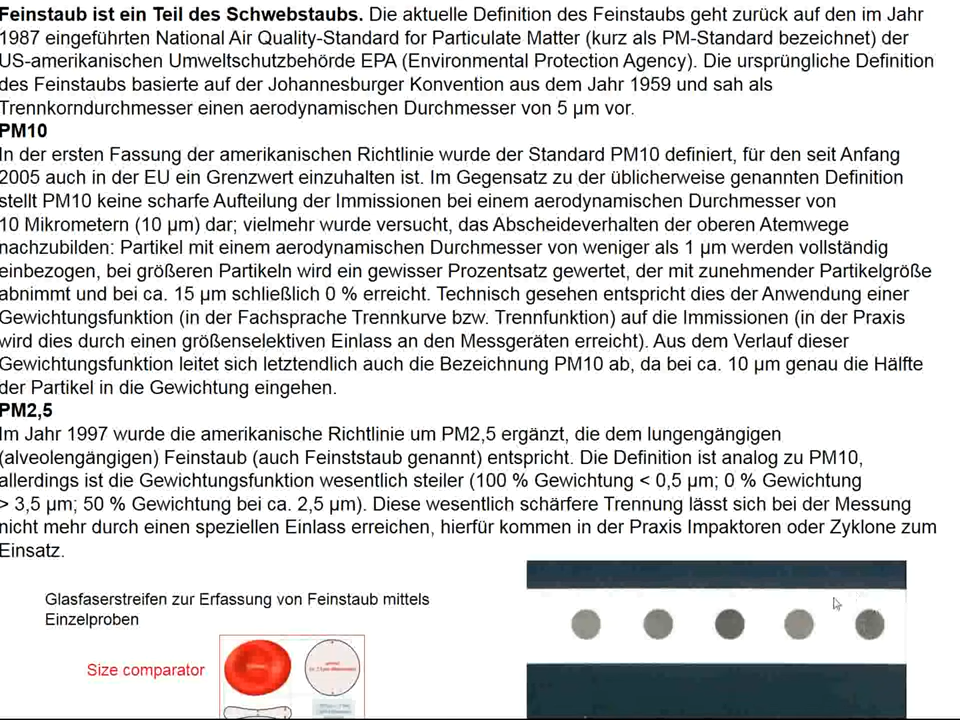 Feinstaub ist ein Teil des Schwebstaubs. Die aktuelle Definition des Feinstaubs geht zurück auf den im Jahr
1987 eingeführten National Air Quality-Standard for Particulate Matter (kurz als PM-Standard bezeichnet) der
US-amerikanischen Umweltschutzbehörde EPA (Environmental Protection Agency). Die ursprüngliche Definition
des Feinstaubs basierte auf der Johannesburger Konvention aus dem Jahr 1959 und sah als
Trennkorndurchmesser einen aerodynamischen Durchmesser von 5 µm vor.
PM10
In der ersten Fassung der amerikanischen Richtlinie wurde der Standard PM10 definiert, für den seit Anfang
2005 auch in der EU ein Grenzwert einzuhalten ist. Im Gegensatz zu der üblicherweise genannten Definition
stellt PM10 keine scharfe Aufteilung der Immissionen bei einem aerodynamischen Durchmesser von
10 Mikrometern (10 µm) dar; vielmehr wurde versucht, das Abscheideverhalten der oberen Atemwege
nachzubilden: Partikel mit einem aerodynamischen Durchmesser von weniger als 1 µm werden vollständig
einbezogen, bei größeren Partikeln wird ein gewisser Prozentsatz gewertet, der mit zunehmender Partikelgröße
abnimmt und bei ca. 15 µm schließlich 0 % erreicht. Technisch gesehen entspricht dies der Anwendung einer
Gewichtungsfunktion (in der Fachsprache Trennkurve bzw. Trennfunktion) auf die Immissionen (in der Praxis
wird dies durch einen größenselektiven Einlass an den Messgeräten erreicht). Aus dem Verlauf dieser
Gewichtungsfunktion leitet sich letztendlich auch die Bezeichnung PM10 ab, da bei ca. 10 µm genau die Hälfte
der Partikel in die Gewichtung eingehen.
PM2,5
Im Jahr 1997 wurde die amerikanische Richtlinie um PM2,5 ergänzt, die dem lungengängigen
(alveolengängigen) Feinstaub (auch Feinststaub genannt) entspricht. Die Definition ist analog zu PM10,
allerdings ist die Gewichtungsfunktion wesentlich steiler (100 % Gewichtung < 0,5 µm; 0 % Gewichtung
> 3,5 µm; 50 % Gewichtung bei ca. 2,5 µm). Diese wesentlich schärfere Trennung lässt sich bei der Messung
nicht mehr durch einen speziellen Einlass erreichen, hierfür kommen in der Praxis Impaktoren oder Zyklone zum
Einsatz.
Glasfaserstreifen zur Erfassung von Feinstaub mittels
Einzelproben
Size comparator